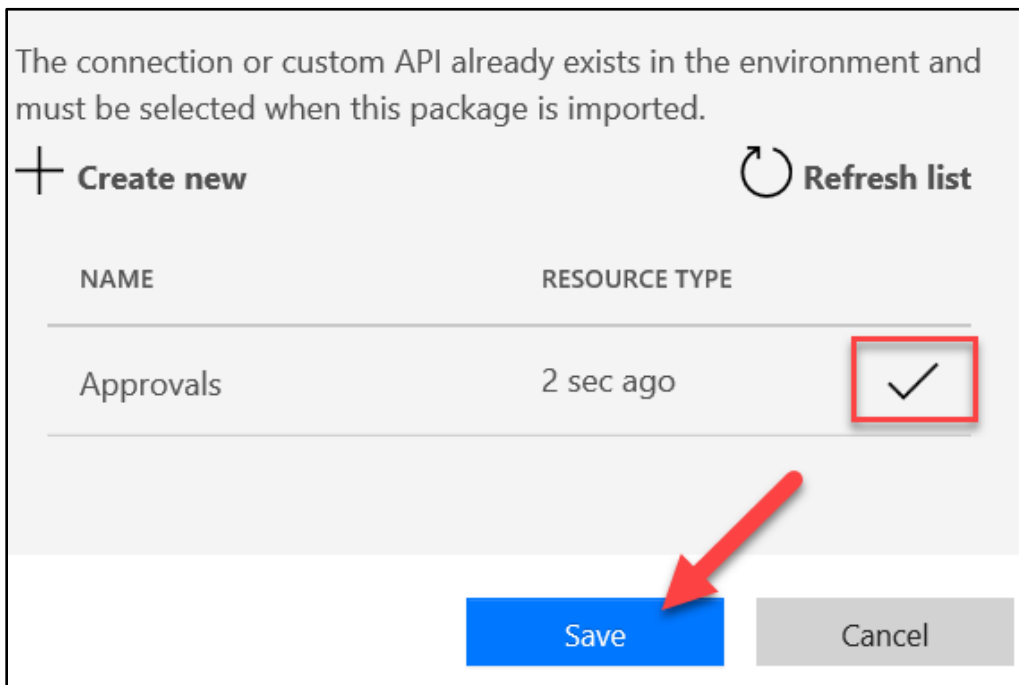 The connection or custom API already exists in the environment and
must be selected when this package is imported.
Create new Refresh list
NAME RESOURCE TYPE
Approvals 2 sec ago
Save Cancel